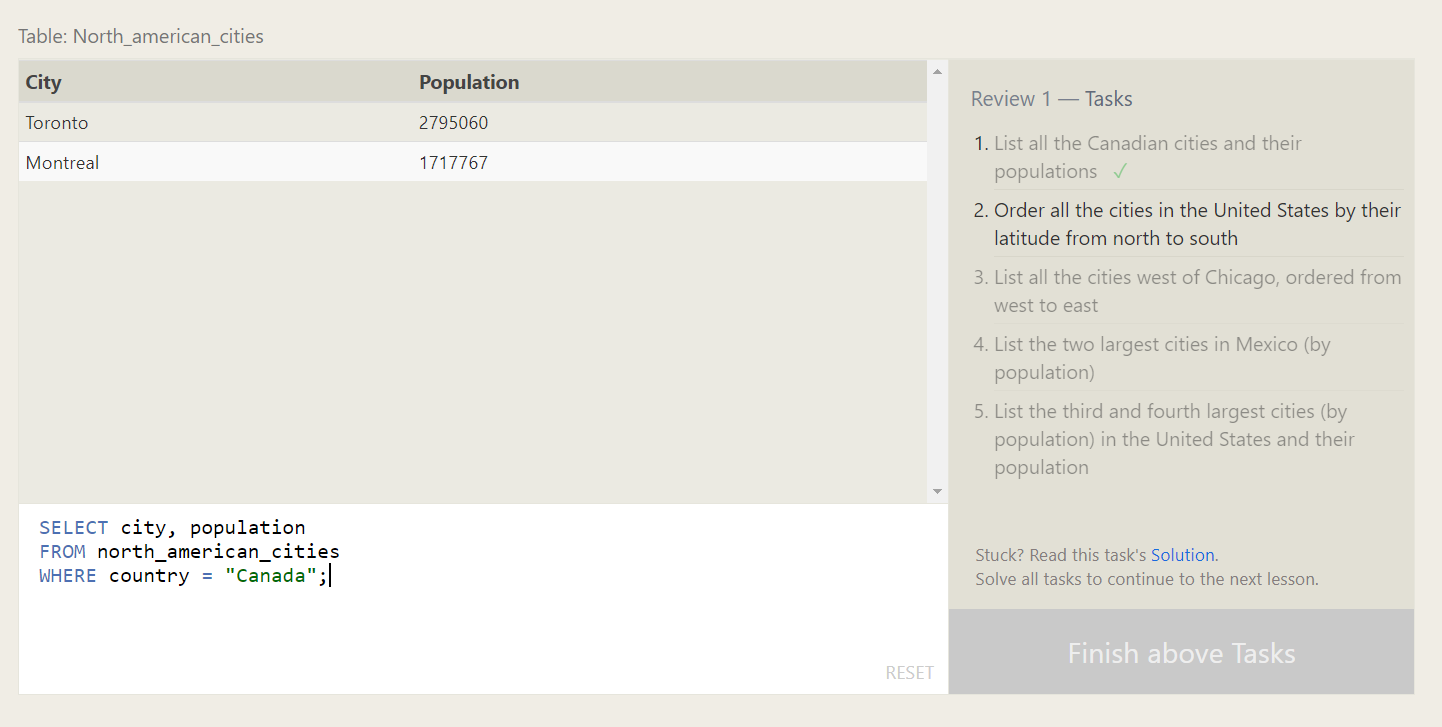 Table: North_american_cities
City Population
Toronto 2795060
Montreal 1717767
SELECT city, population
FROM north_american_cities
WHERE country = "Canada";
RESET
Review 1 — Tasks
1. List all the Canadian cities and their
populations ✓
2. Order all the cities in the United States by their
latitude from north to south
3. List all the cities west of Chicago, ordered from
west to east
4. List the two largest cities in Mexico (by
population)
5. List the third and fourth largest cities (by
population) in the United States and their
population
Stuck? Read this task's Solution.
Solve all tasks to continue to the next lesson.
Finish above Tasks